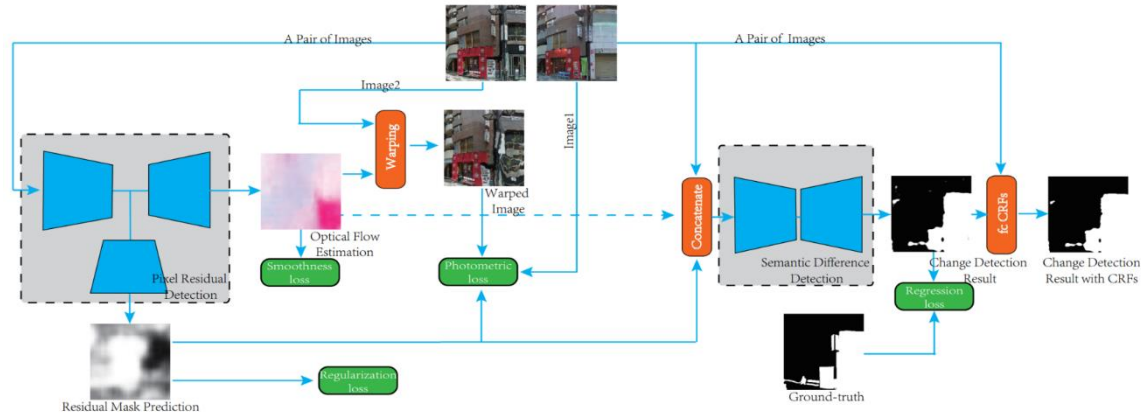 A Pair of Images
A Pair of Images
Image2
Warping
Image1
Warped
Image
Concatenate
fc CRFs
Optical Flow
Estimation
Smoothness
loss
Photometric
loss
Pixel Residual
Detection
Semantic Difference
Detection
Change Detection
Result
Change Detection
Result with CRFs
Regression
loss
Regularization
loss
Residual Mask Prediction
Ground-truth